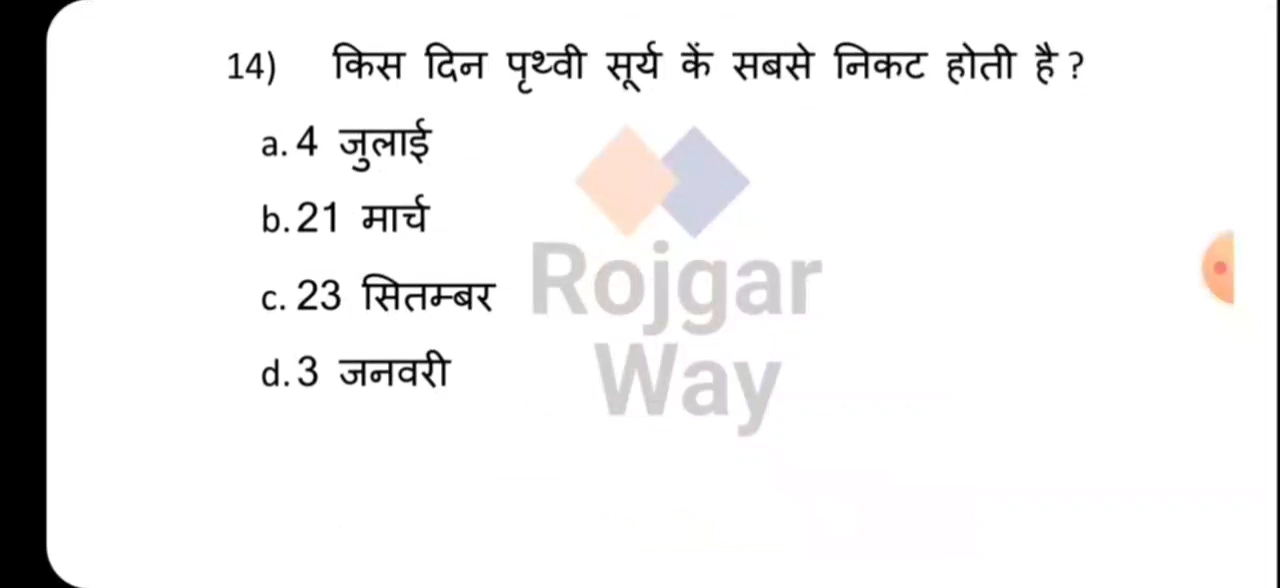 14) किस दिन पृथ्वी सूर्य कें सबसे निकट होती है ?
a. 4 जुलाई
b. 21 मार्च
c. 23 सितम्बर
d. 3 जनवरी
Rojgar
Way